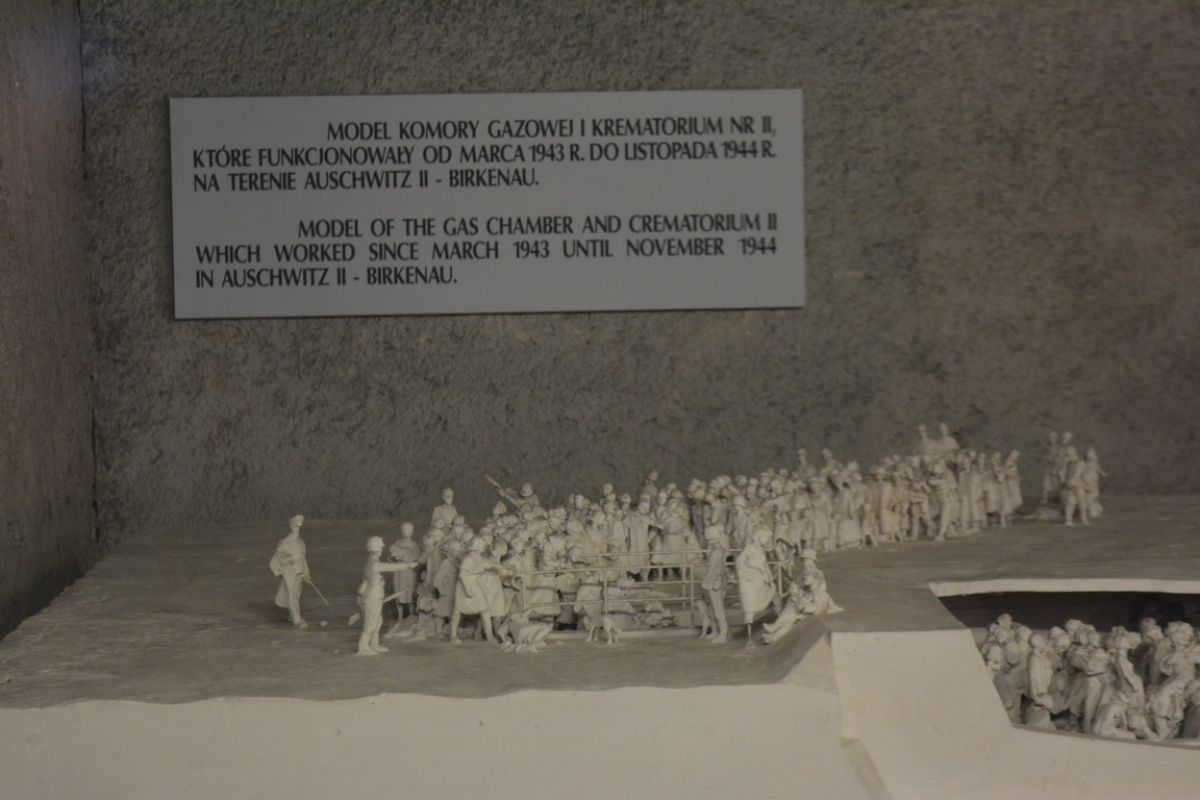 MODEL KOMORY GAZOWEJ I KREMATORIUM NR II,
KTÓRE FUNKCJONOWAŁY OD MARCA 1943 R. DO LISTOPADA 1944 R.
NA TERENIE AUSCHWITZ II - BIRKENAU.
MODEL OF THE GAS CHAMBER AND CREMATORIUM II
WHICH WORKED SINCE MARCH 1943 UNTIL NOVEMBER 1944
IN AUSCHWITZ II - BIRKENAU.